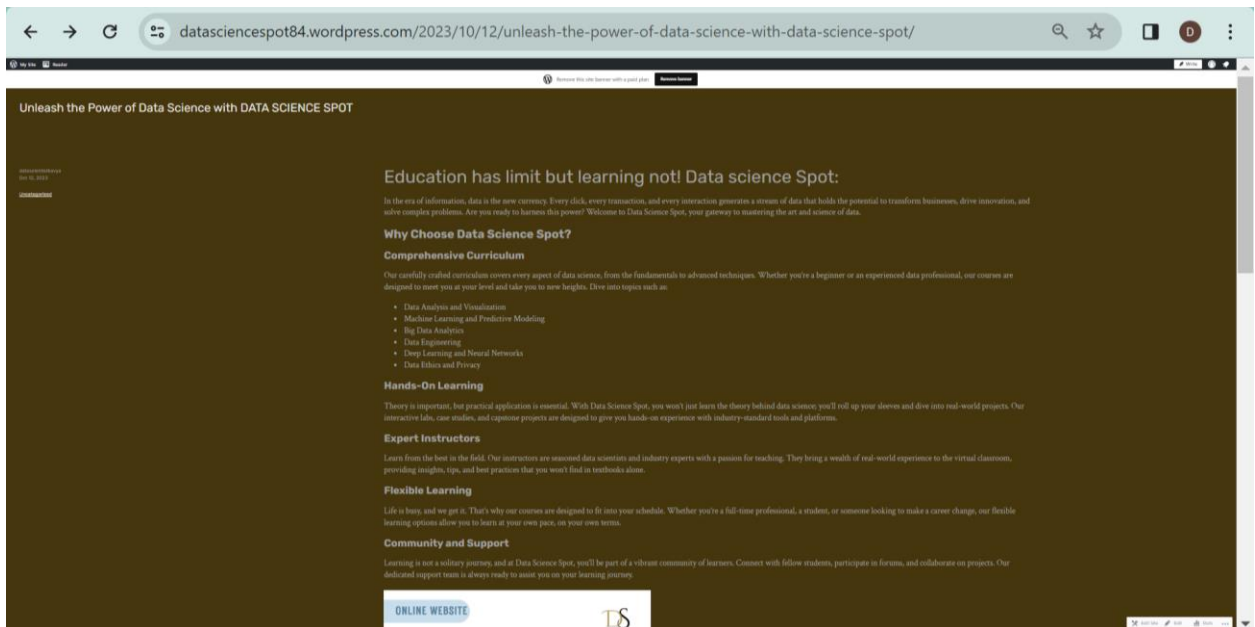 datasciencespot84.wordpress.com/2023/10/12/unleash-the-power-of-data-science-with-data-science-spot/
D
My Site Reader
Write
Remove this site banner with a paid plan Remove banner
Unleash the Power of Data Science with DATA SCIENCE SPOT
Oct 12, 2023
Uncategorized
Education has limit but learning not! Data science Spot:
In the era of information, data is the new currency. Every click, every transaction, and every interaction generates a stream of data that holds the potential to transform businesses, drive innovation, and
solve complex problems. Are you ready to harness this power? Welcome to Data Science Spot, your gateway to mastering the art and science of data.
Why Choose Data Science Spot?
Comprehensive Curriculum
Our carefully crafted curriculum covers every aspect of data science, from the fundamentals to advanced techniques. Whether you're a beginner or an experienced data professional, our courses are
designed to meet you at your level and take you to new heights. Dive into topics such as:
• Data Analysis and Visualization
• Machine Learning and Predictive Modeling
• Big Data Analytics
• Data Engineering
• Deep Learning and Neural Networks
• Data Ethics and Privacy
Hands-On Learning
Theory is important, but practical application is essential. With Data Science Spot, you won't just learn the theory behind data science; you'll roll up your sleeves and dive into real-world projects. Our
interactive labs, case studies, and capstone projects are designed to give you hands-on experience with industry-standard tools and platforms.
Expert Instructors
Learn from the best in the field. Our instructors are seasoned data scientists and industry experts with a passion for teaching. They bring a wealth of real-world experience to the virtual classroom,
providing insights, tips, and best practices that you won't find in textbooks alone.
Flexible Learning
Life is busy, and we get it. That's why our courses are designed to fit into your schedule. Whether you're a full-time professional, a student, or someone looking to make a career change, our flexible
learning options allow you to learn at your own pace, on your own terms.
Community and Support
Learning is not a solitary journey, and at Data Science Spot, you'll be part of a vibrant community of learners. Connect with fellow students, participate in forums, and collaborate on projects. Our
dedicated support team is always ready to assist you on your learning journey.
ONLINE WEBSITE
DS
Edit